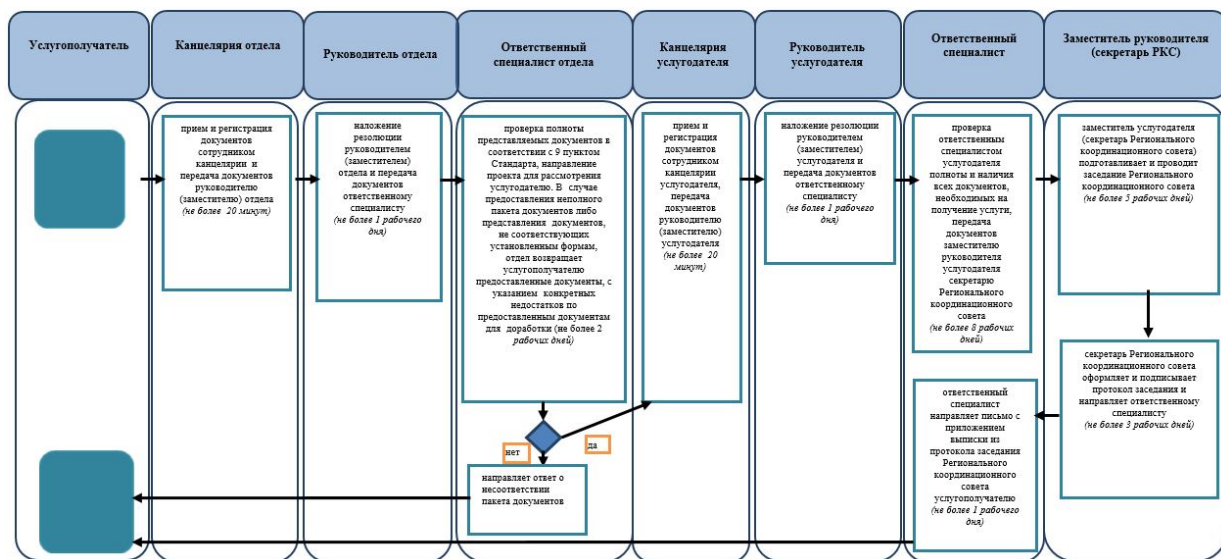 Услугополучатель
Канцелярия отдела
Руководитель отдела
Ответственный
специалист отдела
Канцелярия
услугодателя
Руководитель
услугодателя
Ответственный
специалист
Заместитель руководителя
(секретарь РКС)
прием и регистрация
документов
сотрудником
канцелярии и
передача документов
руководителю
(заместителю) отдела
(не более 20 минут)
наложение
резолюции
руководителем
(заместителем)
отдела и передача
документов
ответственному
специалисту
(не более 1 рабочего
дня)
проверка полноты
представляемых документов в
соответствии с 9 пунктом
Стандарта, направление
проекта для рассмотрения
услугодателю. В случае
предоставления неполного
пакета документов либо
представления документов,
не соответствующих
установленным формам,
отдел возвращает
услугополучателю
предоставленные документы, с
указанием конкретных
недостатков по
предоставленным документам
для доработки (не более 2
рабочих дней)
прием и
регистрация
документов
сотрудником
канцелярии
услугодателя,
передача
документов
руководителю
(заместителю)
услугодателя
(не более 20
минут)
наложение резолюции
руководителем
(заместителем)
услугодателя и
передача документов
ответственному
специалисту
(не более 1 рабочего
дня)
проверка
ответственным
специалистом
услугодателя
полноты и наличия
всех документов,
необходимых на
получение услуги,
передача
документов
заместителю
руководителя
услугодателя
секретарю
Регионального
координационного
совета
(не более 8 рабочих
дней)
заместитель услугодателя
(секретарь Регионального
координационного совета)
подготавливает и проводит
заседание Регионального
координационного совета
(не более 5 рабочих дней)
секретарь Регионального
координационного совета
оформляет и подписывает
протокол заседания и
направляет ответственному
специалисту
(не более 3 рабочих дней)
ответственный
специалист
направляет письмо с
приложением
выписки из
протокола заседания
Регионального
координационного
совета
услугополучателю
(не более 1 рабочего
дня)
нет
да
направляет ответ о
несоответствии
пакета документов